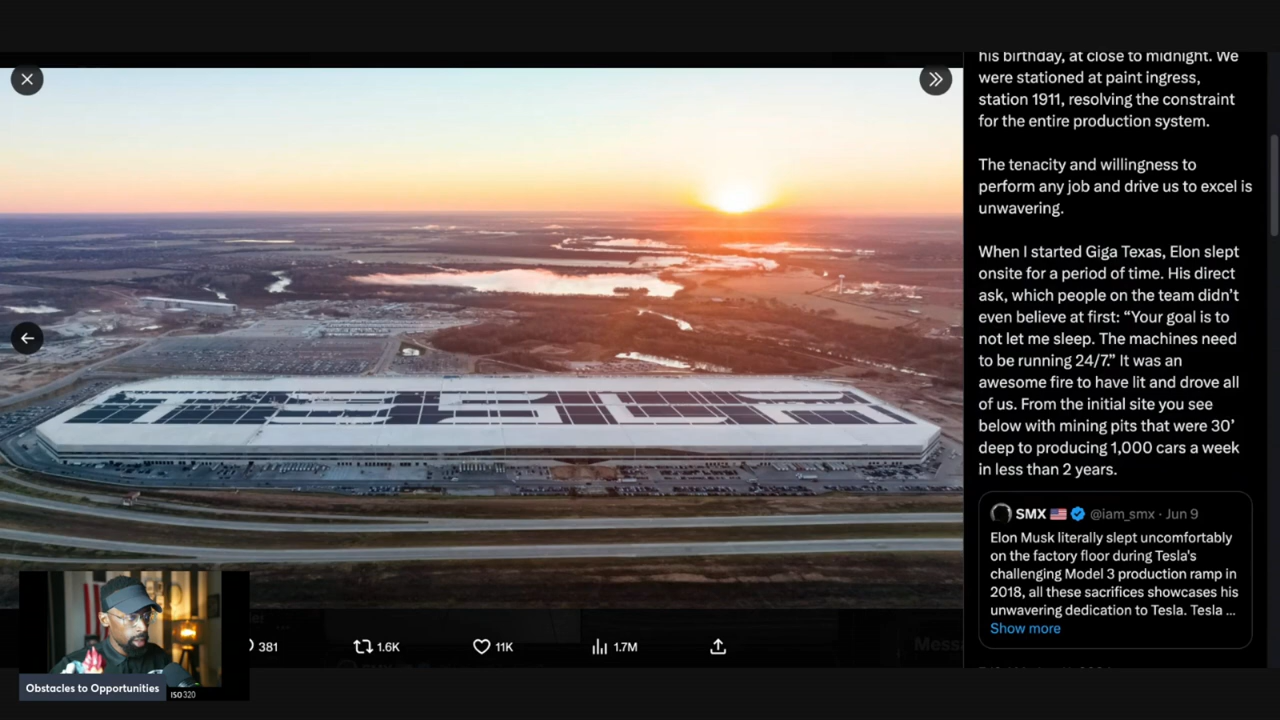 his birthday, at close to midnight. We
were stationed at paint ingress,
station 1911, resolving the constraint
for the entire production system.
The tenacity and willingness to
perform any job and drive us to excel is
unwavering.
When I started Giga Texas, Elon slept
onsite for a period of time. His direct
ask, which people on the team didn’t
even believe at first: “Your goal is to
not let me sleep. The machines need
to be running 24/7.” It was an
awesome fire to have lit and drove all
of us. From the initial site you see
below with mining pits that were 30’
deep to producing 1,000 cars a week
in less than 2 years.
SMX 🇺🇸 @iam_smx · Jun 9
Elon Musk literally slept uncomfortably
on the factory floor during Tesla's
challenging Model 3 production ramp in
2018, all these sacrifices showcases his
unwavering dedication to Tesla. Tesla ...
Show more
TESLA
381 1.6K 11K 1.7M
Mess
Obstacles to Opportunities
ISO 320